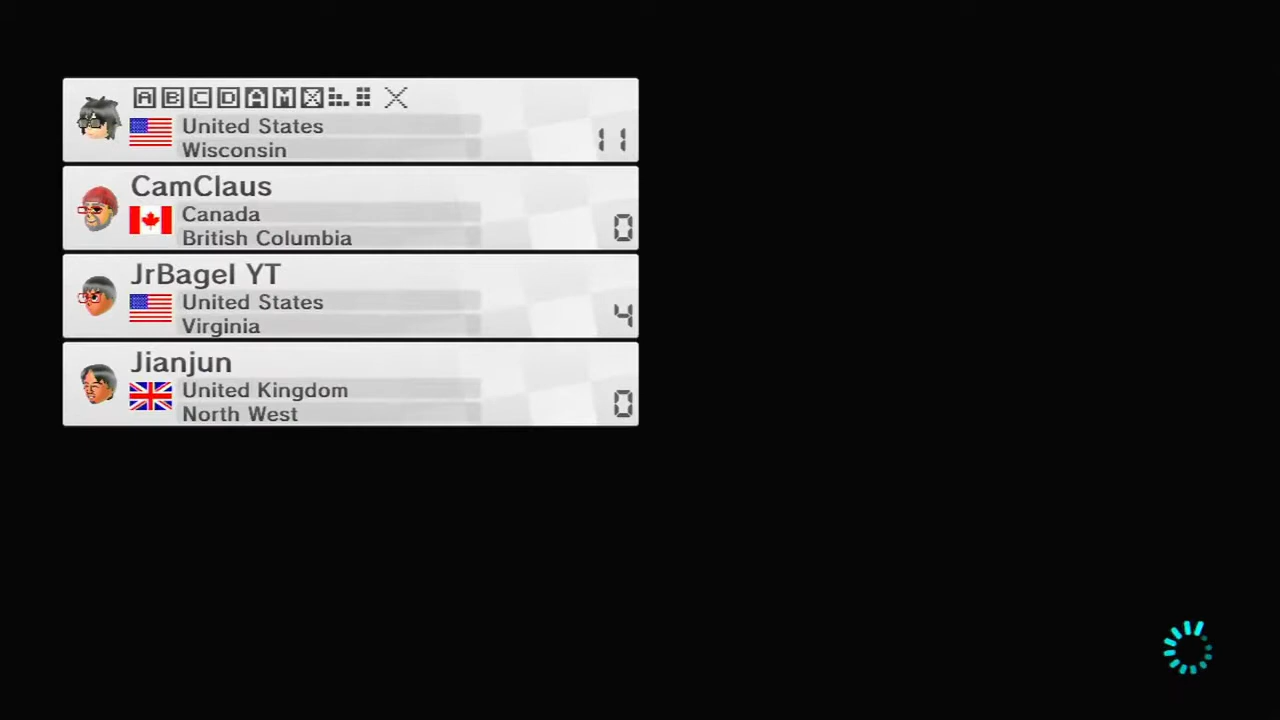 ABCDAMX X
United States
Wisconsin
11
CamClaus
Canada
British Columbia
0
JrBagel YT
United States
Virginia
4
Jianjun
United Kingdom
North West
0